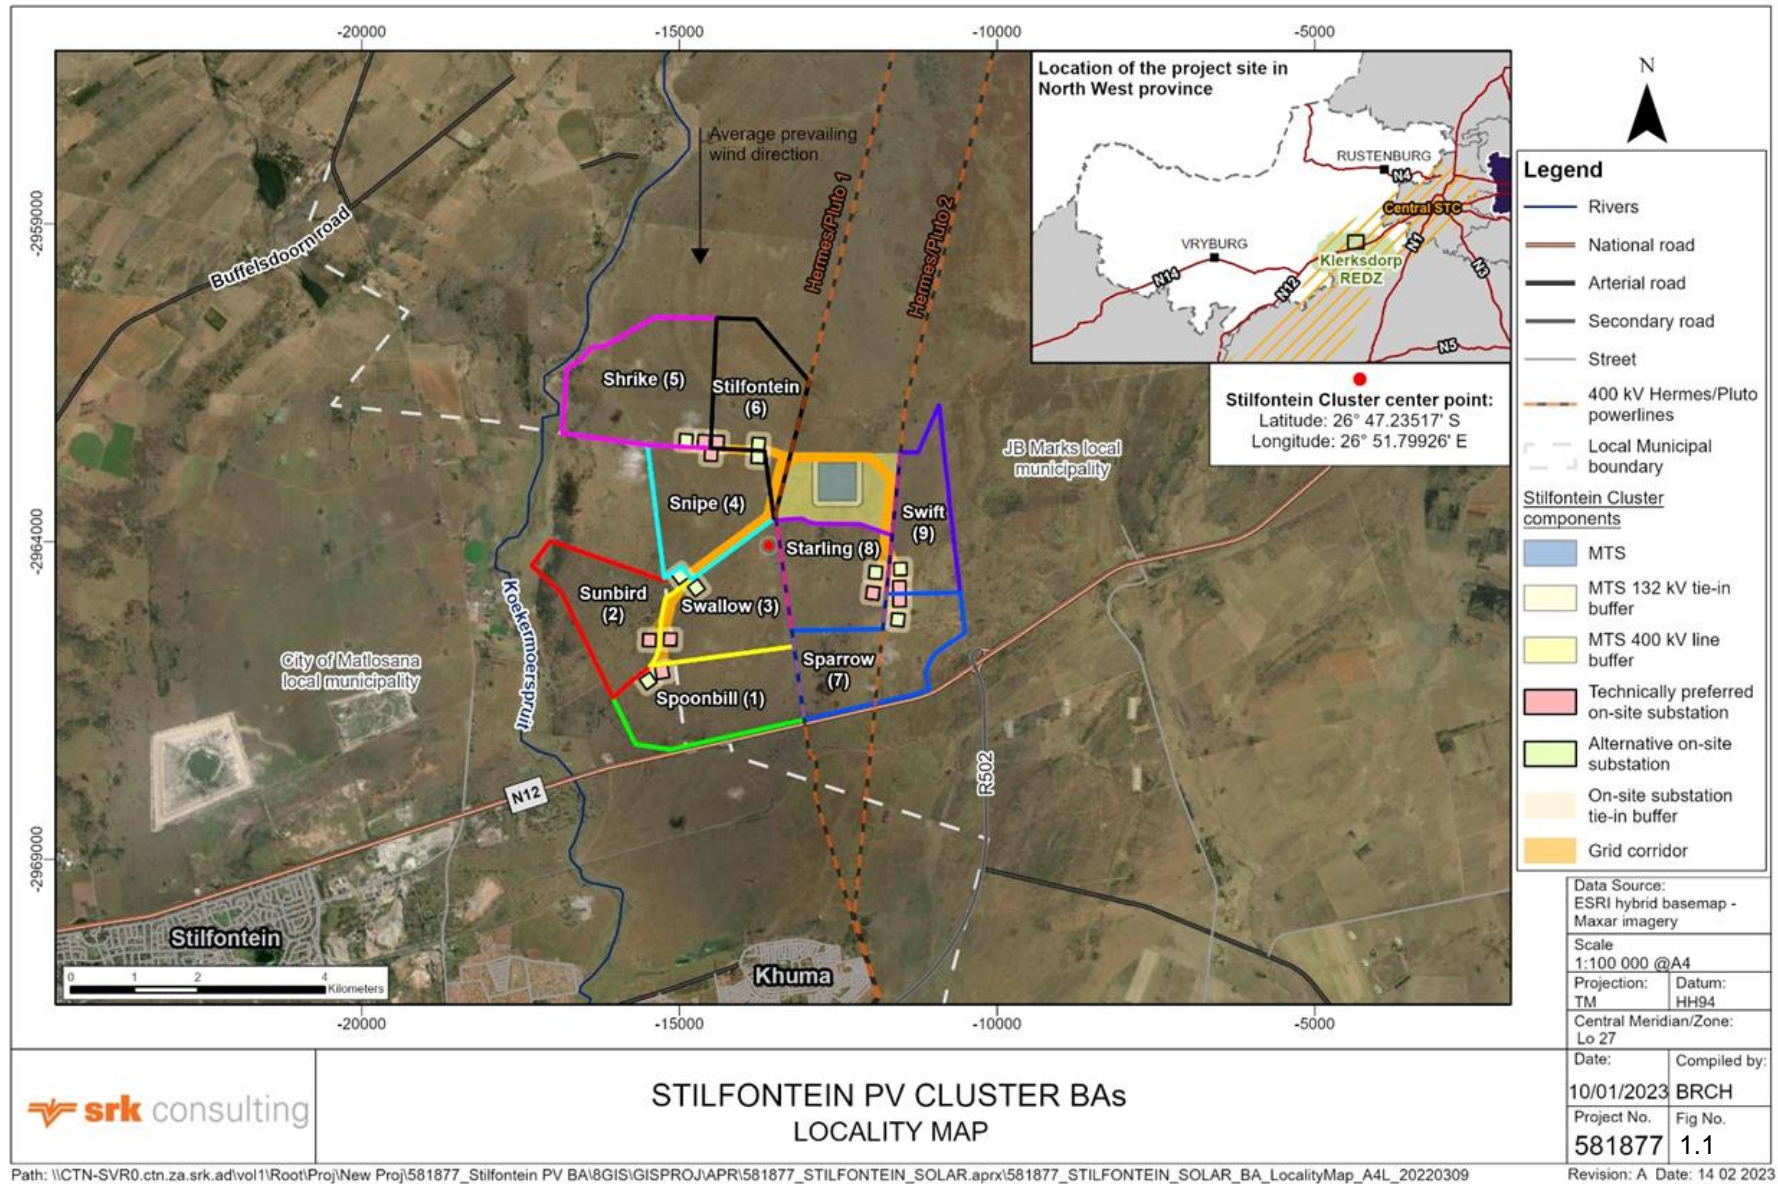 -20000
-15000
-10000
-5000
-2959000
-2964000
-2969000
Average prevailing
wind direction
Buffelsdoorn road
Hermes/Pluto 1
Hermes/Pluto 2
Shrike (5)
Stilfontein
(6)
Snipe (4)
Swift
(9)
Starling (8)
Sunbird
(2)
Swallow (3)
Sparrow
(7)
Spoonbill (1)
Koekermoerspruit
City of Matlosana
local municipality
JB Marks local
municipality
N12
R502
Stilfontein
Khuma
0 1 2 4
Kilometers
-20000
-15000
-10000
-5000
Location of the project site in
North West province
RUSTENBURG
N4
Central STC
VRYBURG
Klerksdorp
REDZ
N14
N12
N1
N3
N5
Stilfontein Cluster center point:
Latitude: 26° 47.23517' S
Longitude: 26° 51.79926' E
N
Legend
Rivers
National road
Arterial road
Secondary road
Street
400 kV Hermes/Pluto
powerlines
Local Municipal
boundary
Stilfontein Cluster
components
MTS
MTS 132 kV tie-in
buffer
MTS 400 kV line
buffer
Technically preferred
on-site substation
Alternative on-site
substation
On-site substation
tie-in buffer
Grid corridor
Data Source:
ESRI hybrid basemap -
Maxar imagery
Scale
1:100 000 @A4
Projection: Datum:
TM HH94
Central Meridian/Zone:
Lo 27
Date: Compiled by:
10/01/2023 BRCH
Project No. Fig No.
581877 1.1
srk consulting
STILFONTEIN PV CLUSTER BAs
LOCALITY MAP
Path: \\CTN-SVR0.ctn.za.srk.ad\vol1\Root\Proj\New Proj\581877_Stilfontein PV BA\8GIS\GISPROJ\APR\581877_STILFONTEIN_SOLAR.aprx\581877_STILFONTEIN_SOLAR_BA_LocalityMap_A4L_20220309
Revision: A Date: 14 02 2023